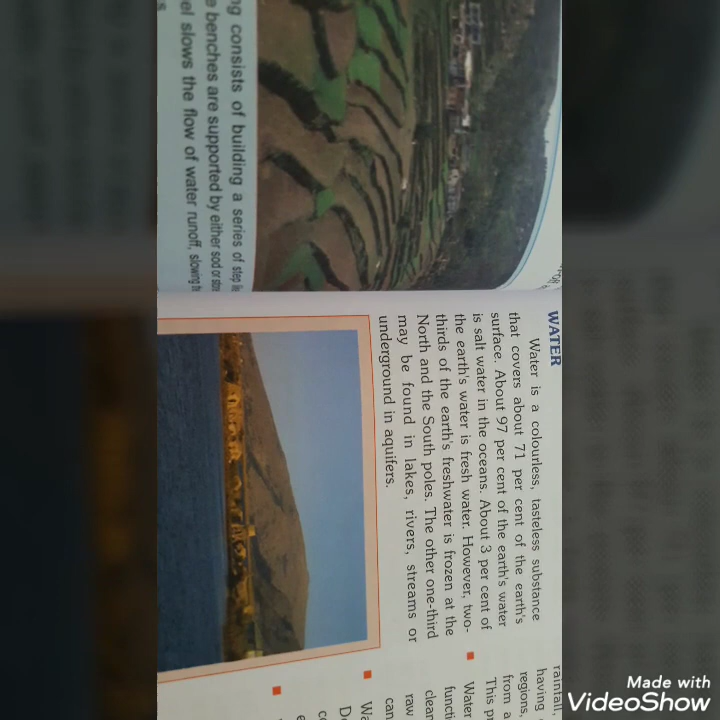 ng consists of building a series of step
benches are supported by either sod or
slows the flow of water runoff, slowing
WATER
Water is a colourless, tasteless substance
that covers about 71 per cent of the earth's
surface. About 97 per cent of the earth's water
is salt water in the oceans. About 3 per cent of
the earth's water is fresh water. However, two-
thirds of the earth's freshwater is frozen at the
North and the South poles. The other one-third
may be found in lakes, rivers, streams or
underground in aquifers.
rainfall,
having
regions,
from a
This
Water
functi
clean
raw
can
Wa
Made with
VideoShow